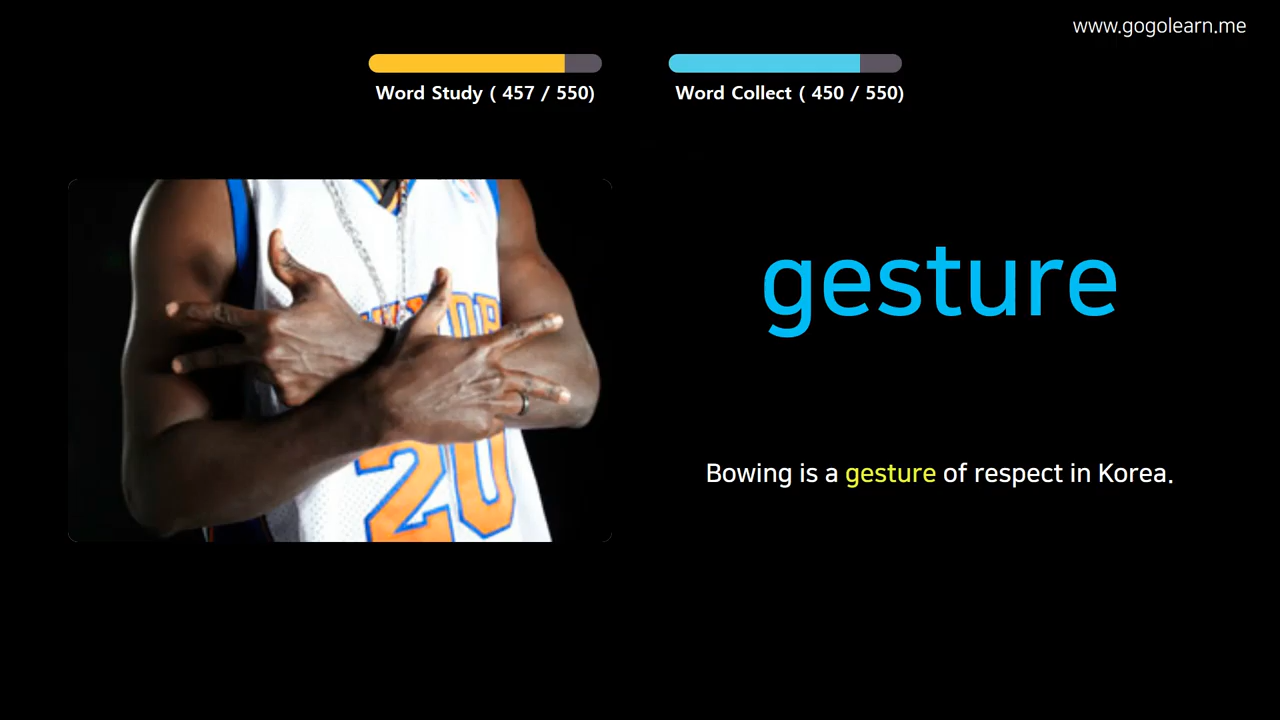 www.gogolearn.me
Word Study ( 457 / 550)
Word Collect ( 450 / 550)
gesture
20
Bowing is a gesture of respect in Korea.